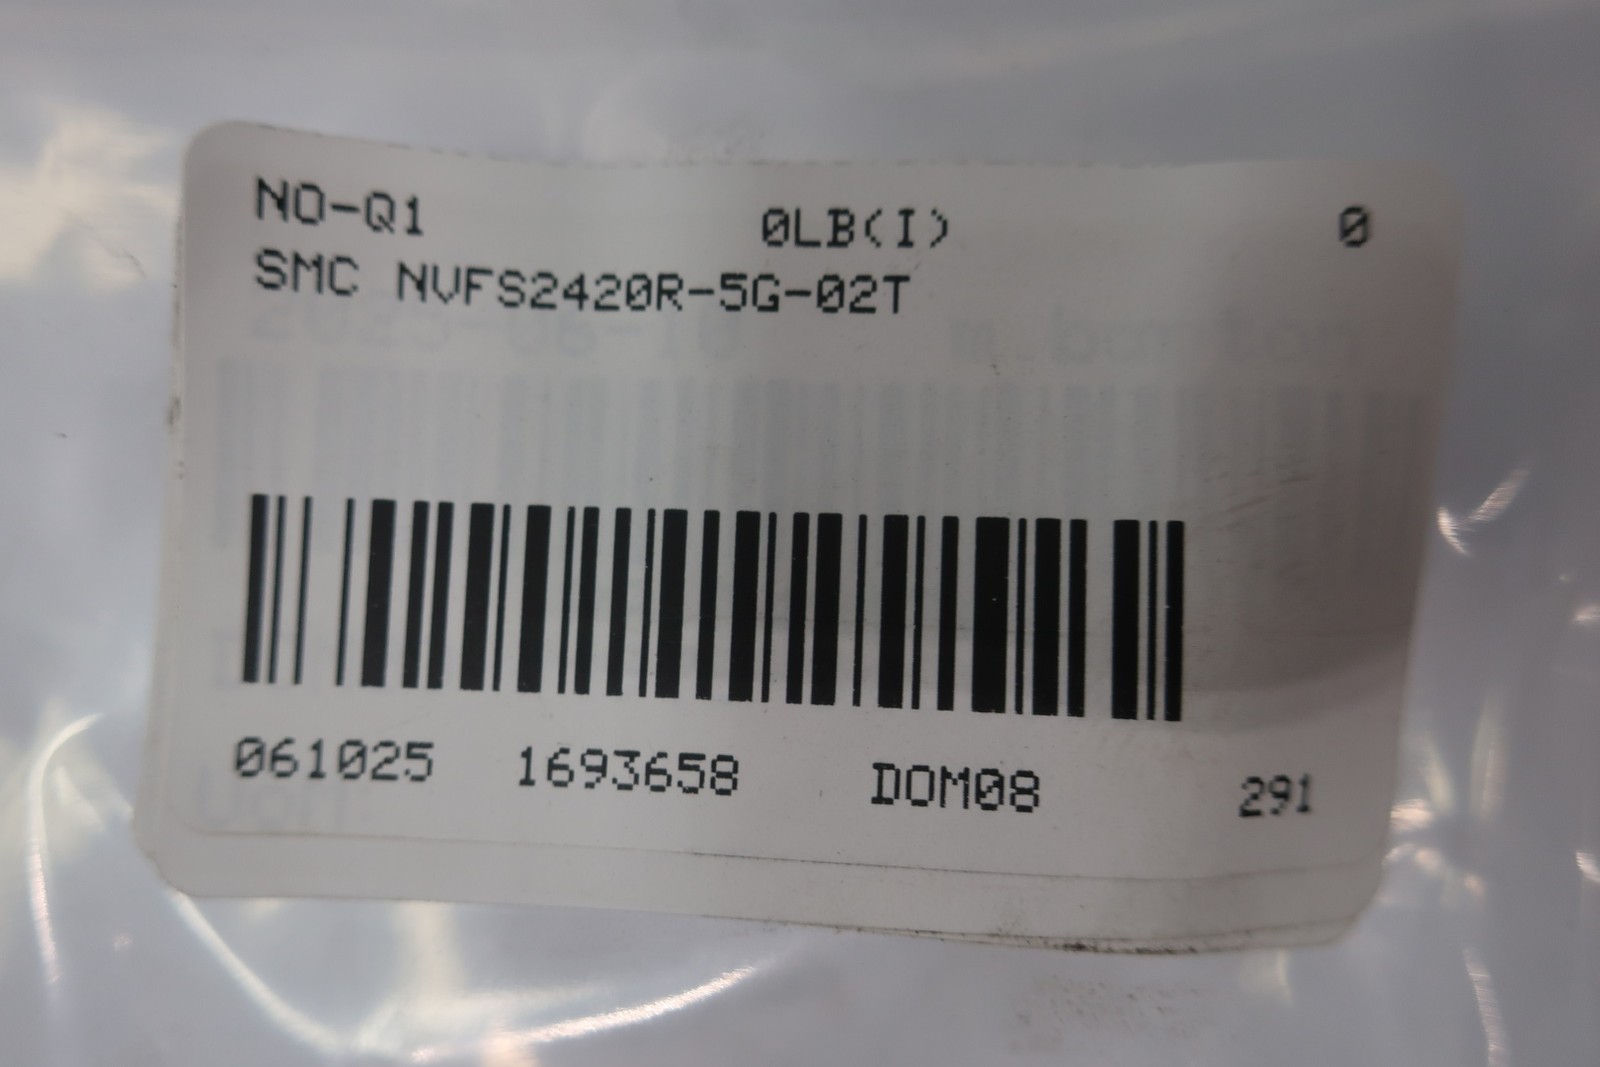 NO-Q1 0LB(I) 0
SMC NVFS2420R-5G-02T
061025 1693658 DOM08 291